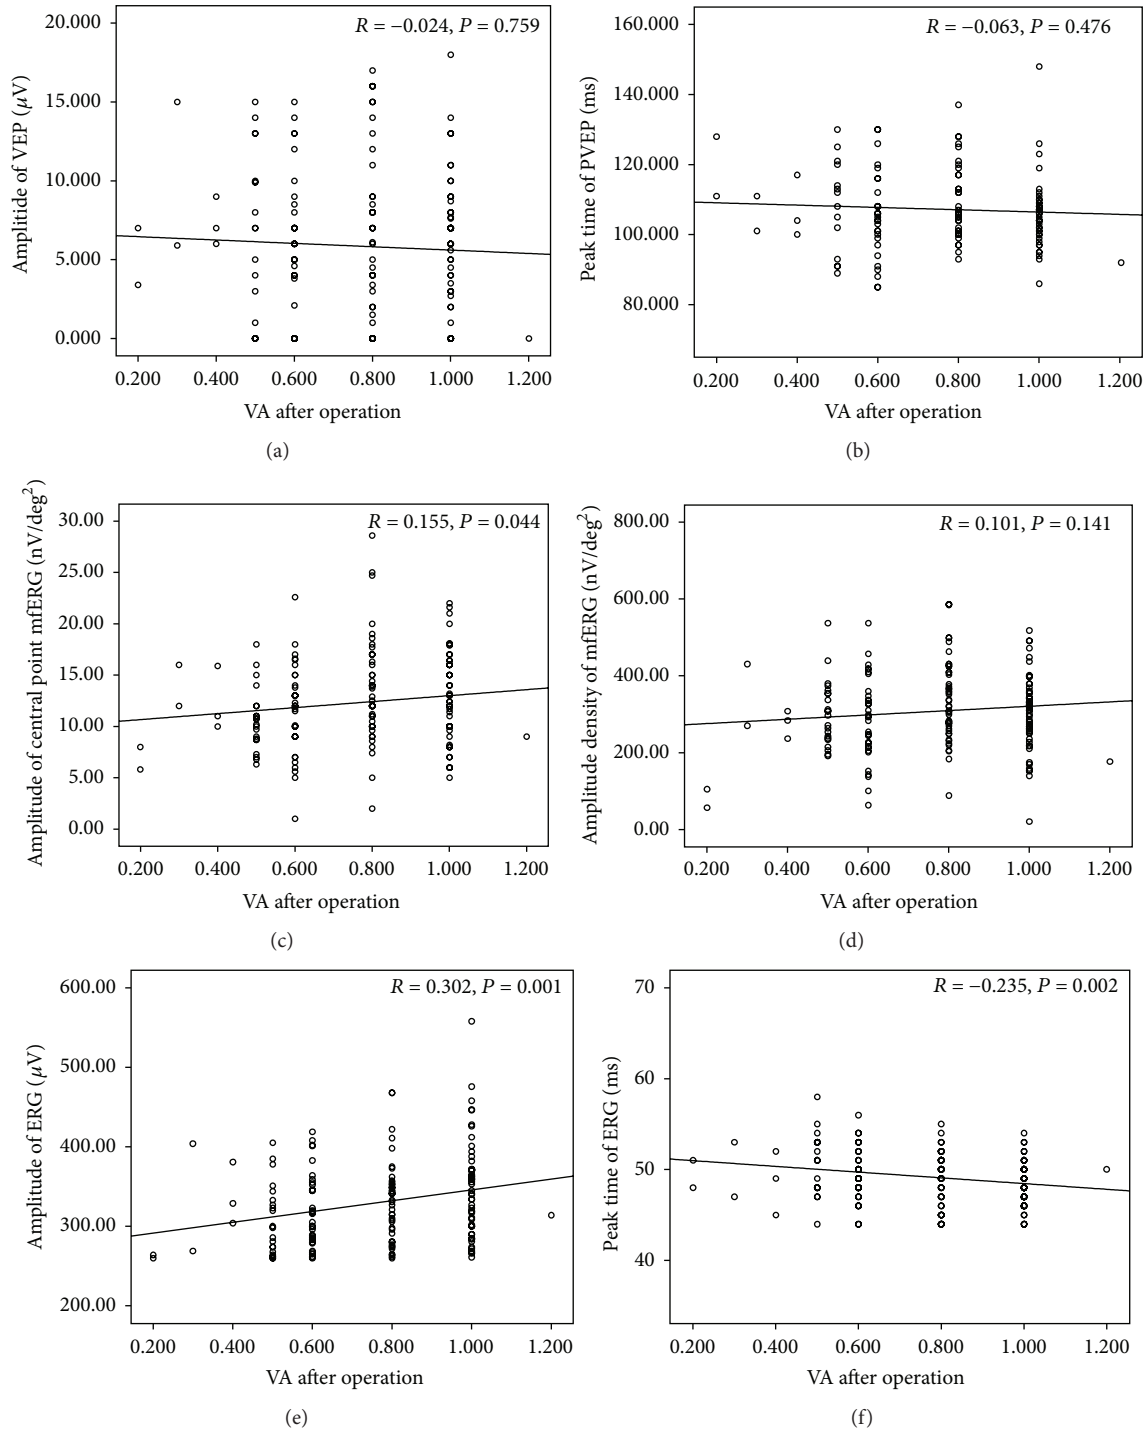 R = −0.024, P = 0.759
20.000
15.000
10.000
5.000
0.000
Amplitide of VEP (μV)
0.200 0.400 0.600 0.800 1.000 1.200
VA after operation
(a)
R = −0.063, P = 0.476
160.000
140.000
120.000
100.000
80.000
Peak time of PVEP (ms)
0.200 0.400 0.600 0.800 1.000 1.200
VA after operation
(b)
R = 0.155, P = 0.044
30.00
25.00
20.00
15.00
10.00
5.00
0.00
Amplitude of central point mfERG (nV/deg²)
0.200 0.400 0.600 0.800 1.000 1.200
VA after operation
(c)
R = 0.101, P = 0.141
800.00
600.00
400.00
200.00
0.00
Amplitude density of mfERG (nV/deg²)
0.200 0.400 0.600 0.800 1.000 1.200
VA after operation
(d)
R = 0.302, P = 0.001
600.00
500.00
400.00
300.00
200.00
Amplitude of ERG (μV)
0.200 0.400 0.600 0.800 1.000 1.200
VA after operation
(e)
R = −0.235, P = 0.002
70
60
50
40
Peak time of ERG (ms)
0.200 0.400 0.600 0.800 1.000 1.200
VA after operation
(f)